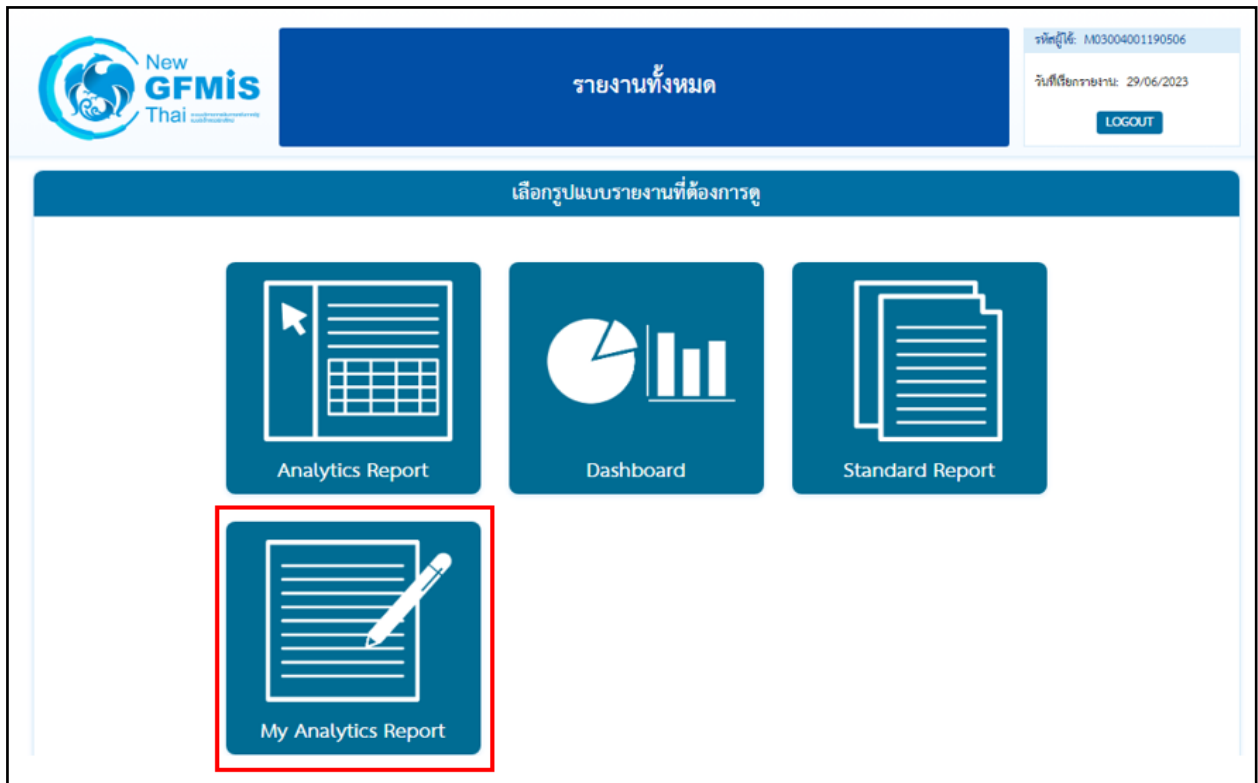 New
GFMIS
Thai
รายงานทั้งหมด
รหัสผู้ใช้: M03004001190506
วันที่เรียกรายงาน: 29/06/2023
LOGOUT
เลือกรูปแบบรายงานที่ต้องการดู
Analytics Report
Dashboard
Standard Report
My Analytics Report